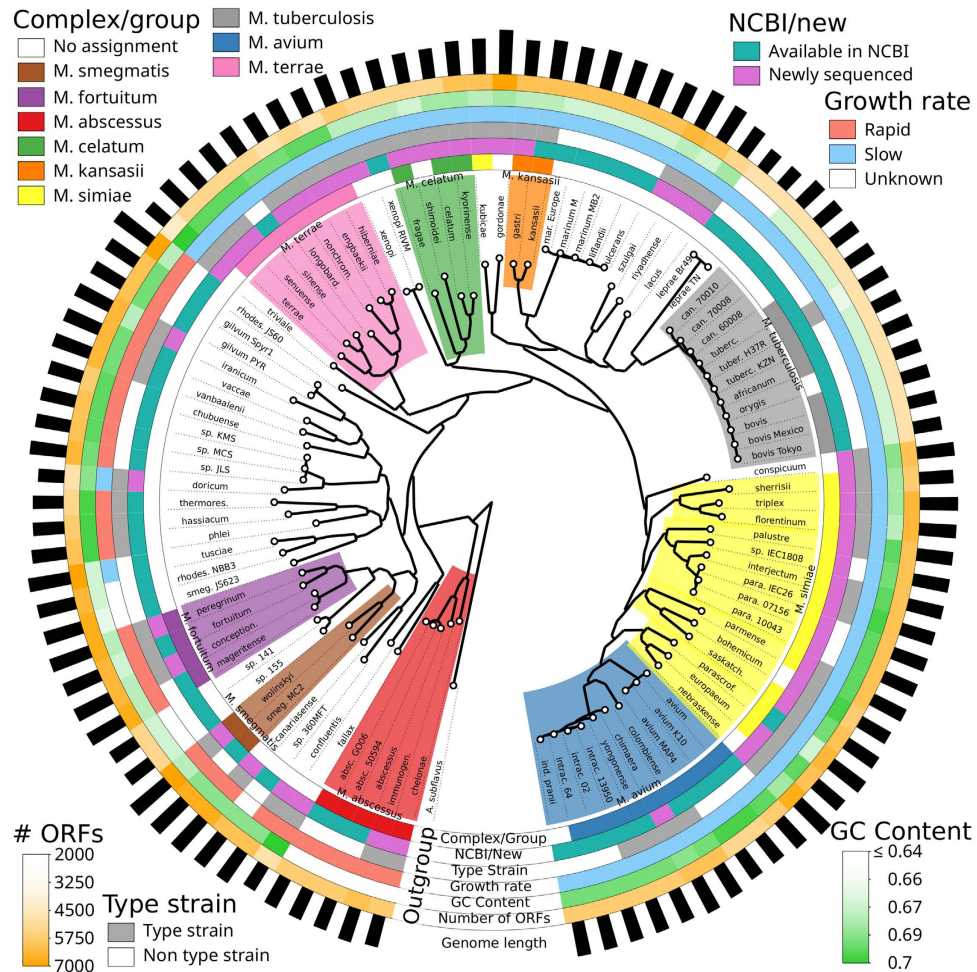 Complex/group
No assignment
M. smegmatis
M. fortuitum
M. abscessus
M. celatum
M. kansasii
M. simiae
M. tuberculosis
M. avium
M. terrae
NCBI/new
Available in NCBI
Newly sequenced
Growth rate
Rapid
Slow
Unknown
M. terrae
M. celatum
M. kansasii
M. tuberculosis
M. simiae
M. avium
M. abscessus
M. smegmatis
M. fortuitum
terrae
senuense
sinense
longobard.
nonchrom.
engbaekii
hiberniae
xenopi
xenopi RIVM
fragae
shimoidei
celatum
kyorinense
kubicae
gordonae
gastri
kansasii
mar. Europe
marinum M
marinum MB2
liflandii
ulcerans
szulgai
riyadhense
lacus
leprae Br49
leprae TN
can. 70010
can. 70008
can. 60008
tuberc.
tuber. H37R
tuberc. KZN
africanum
orygis
bovis
bovis Mexico
bovis Tokyo
conspicuum
sherrisii
triplex
florentinum
palustre
sp. IEC1808
interjectum
para. IEC26
para. 07156
para. 10043
parmense
bohemicum
saskatch.
parascrof.
europaeum
nebraskense
avium
avium K10
avium MAP4
colombiense
chimaera
yongonense
intrac. 13950
intrac. 02
intrac. 64
ind. pranii
A. subflavus
chelonae
immunogen.
abscessus
absc. 50594
absc. GO06
fallax
confluentis
sp. 360MFT
canariasense
smeg. MC2
wolinskyi
sp. 155
sp. 141
mageritense
conception.
fortuitum
peregrinum
smeg. JS623
rhodes. NBB3
tusciae
phlei
hassiacum
thermores.
doricum
sp. JLS
sp. MCS
sp. KMS
chubuense
vanbaalenii
vaccae
iranicum
gilvum PYR
gilvum Spyr1
rhodes. JS60
triviale
Outgroup
Complex/Group
NCBI/New
Type Strain
Growth rate
GC Content
Number of ORFs
Genome length
# ORFs
2000
3250
4500
5750
7000
Type strain
Type strain
Non type strain
GC Content
≤ 0.64
0.66
0.67
0.69
0.7